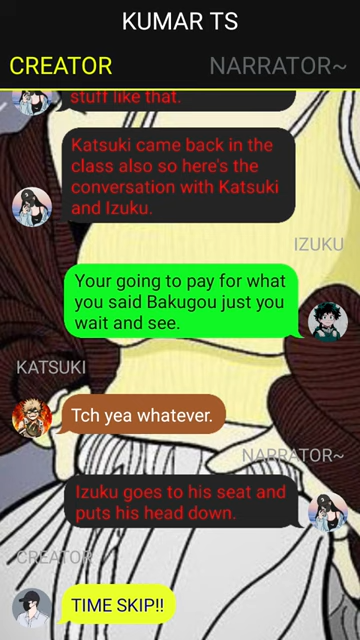 KUMAR TS
CREATOR NARRATOR~
stuff like that.
Katsuki came back in the
class also so here's the
conversation with Katsuki
and Izuku.
IZUKU
Your going to pay for what
you said Bakugou just you
wait and see.
KATSUKI
Tch yea whatever.
NARRATOR~
Izuku goes to his seat and
puts his head down.
CREATOR
TIME SKIP!!